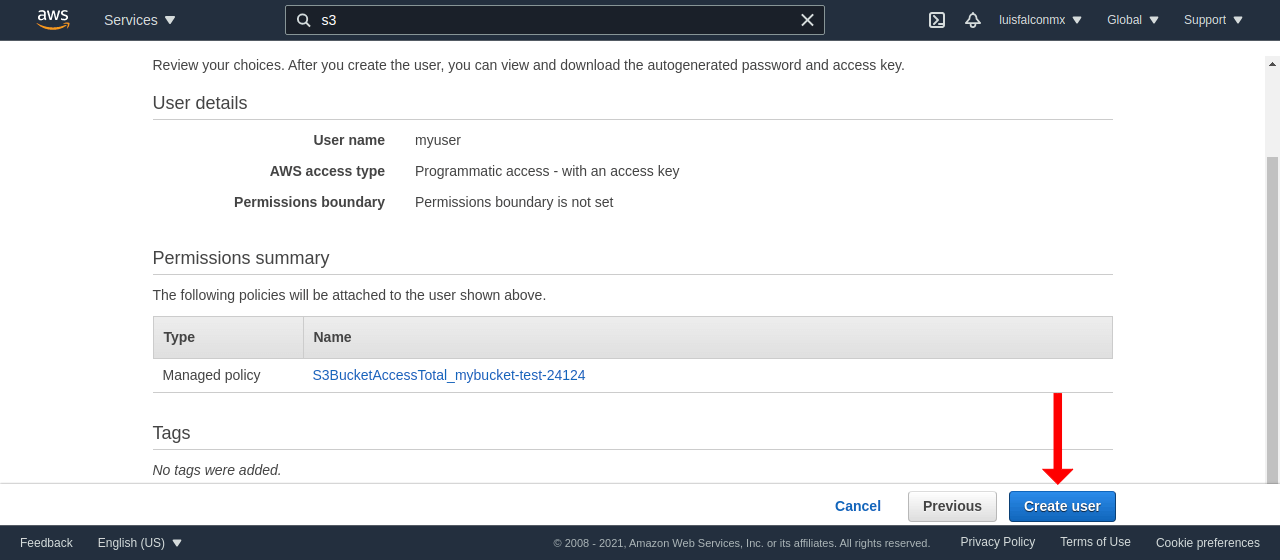 aws Services s3 luisfalconmx Global Support
Review your choices. After you create the user, you can view and download the autogenerated password and access key.
User details
User name myuser
AWS access type Programmatic access - with an access key
Permissions boundary Permissions boundary is not set
Permissions summary
The following policies will be attached to the user shown above.
Type Name
Managed policy S3BucketAccessTotal_mybucket-test-24124
Tags
No tags were added.
Cancel Previous Create user
Feedback English (US) © 2008 - 2021, Amazon Web Services, Inc. or its affiliates. All rights reserved. Privacy Policy Terms of Use Cookie preferences